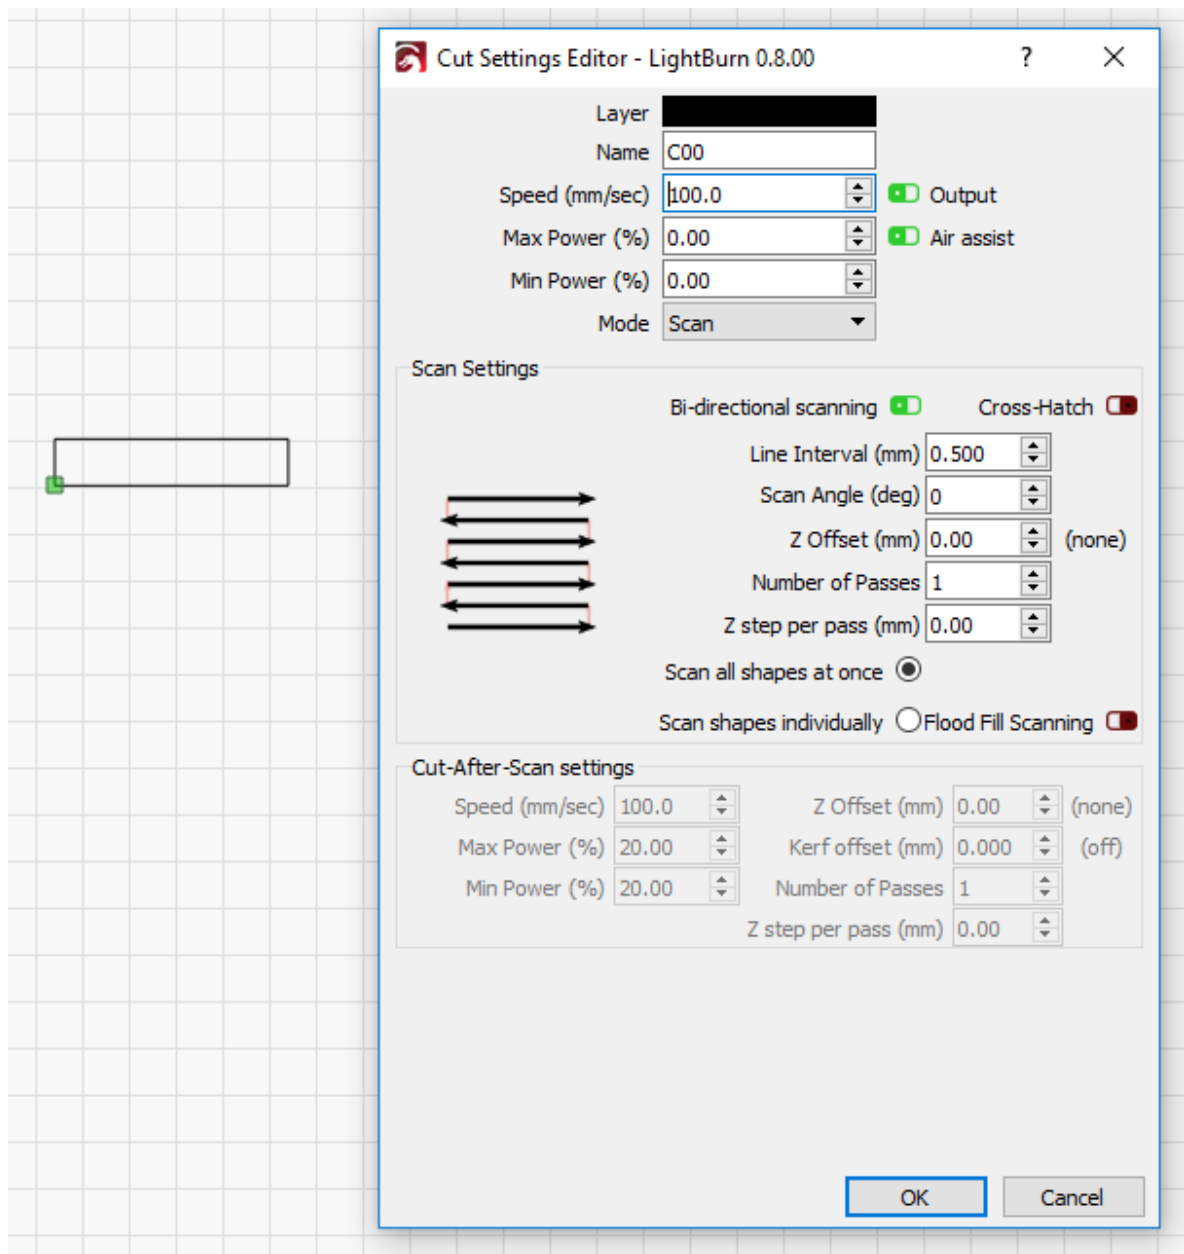 Cut Settings Editor - LightBurn 0.8.00 ?
Layer
Name C00
Speed (mm/sec) 100.0 Output
Max Power (%) 0.00 Air assist
Min Power (%) 0.00
Mode Scan
Scan Settings
Bi-directional scanning Cross-Hatch
Line Interval (mm) 0.500
Scan Angle (deg) 0
Z Offset (mm) 0.00 (none)
Number of Passes 1
Z step per pass (mm) 0.00
Scan all shapes at once
Scan shapes individually Flood Fill Scanning
Cut-After-Scan settings
Speed (mm/sec) 100.0 Z Offset (mm) 0.00 (none)
Max Power (%) 20.00 Kerf offset (mm) 0.000 (off)
Min Power (%) 20.00 Number of Passes 1
Z step per pass (mm) 0.00
OK Cancel